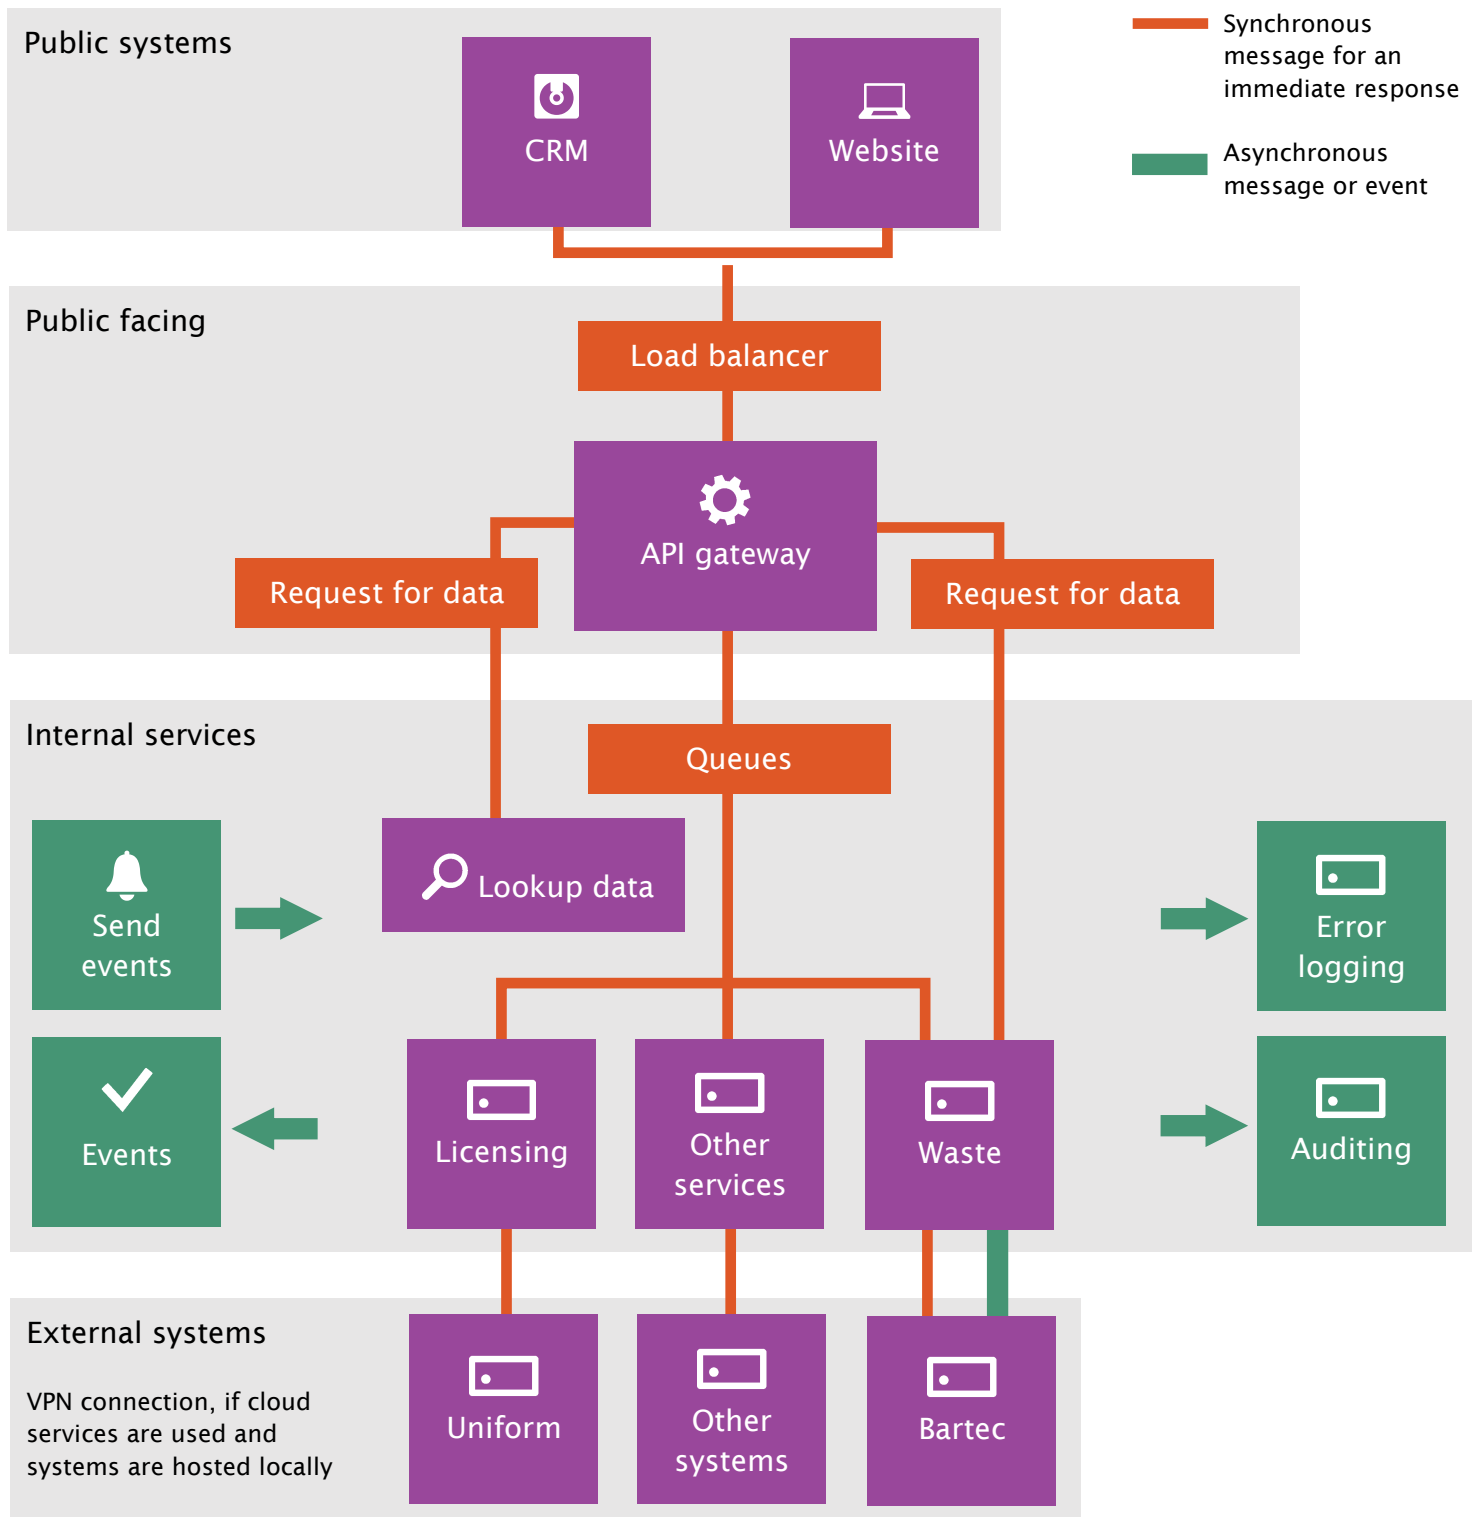 Public systems
CRM
Website
Synchronous
message for an
immediate response
Asynchronous
message or event
Public facing
Load balancer
API gateway
Request for data
Request for data
Internal services
Queues
Send
events
Lookup data
Error
logging
Events
Licensing
Other
services
Waste
Auditing
External systems
VPN connection, if cloud
services are used and
systems are hosted locally
Uniform
Other
systems
Bartec